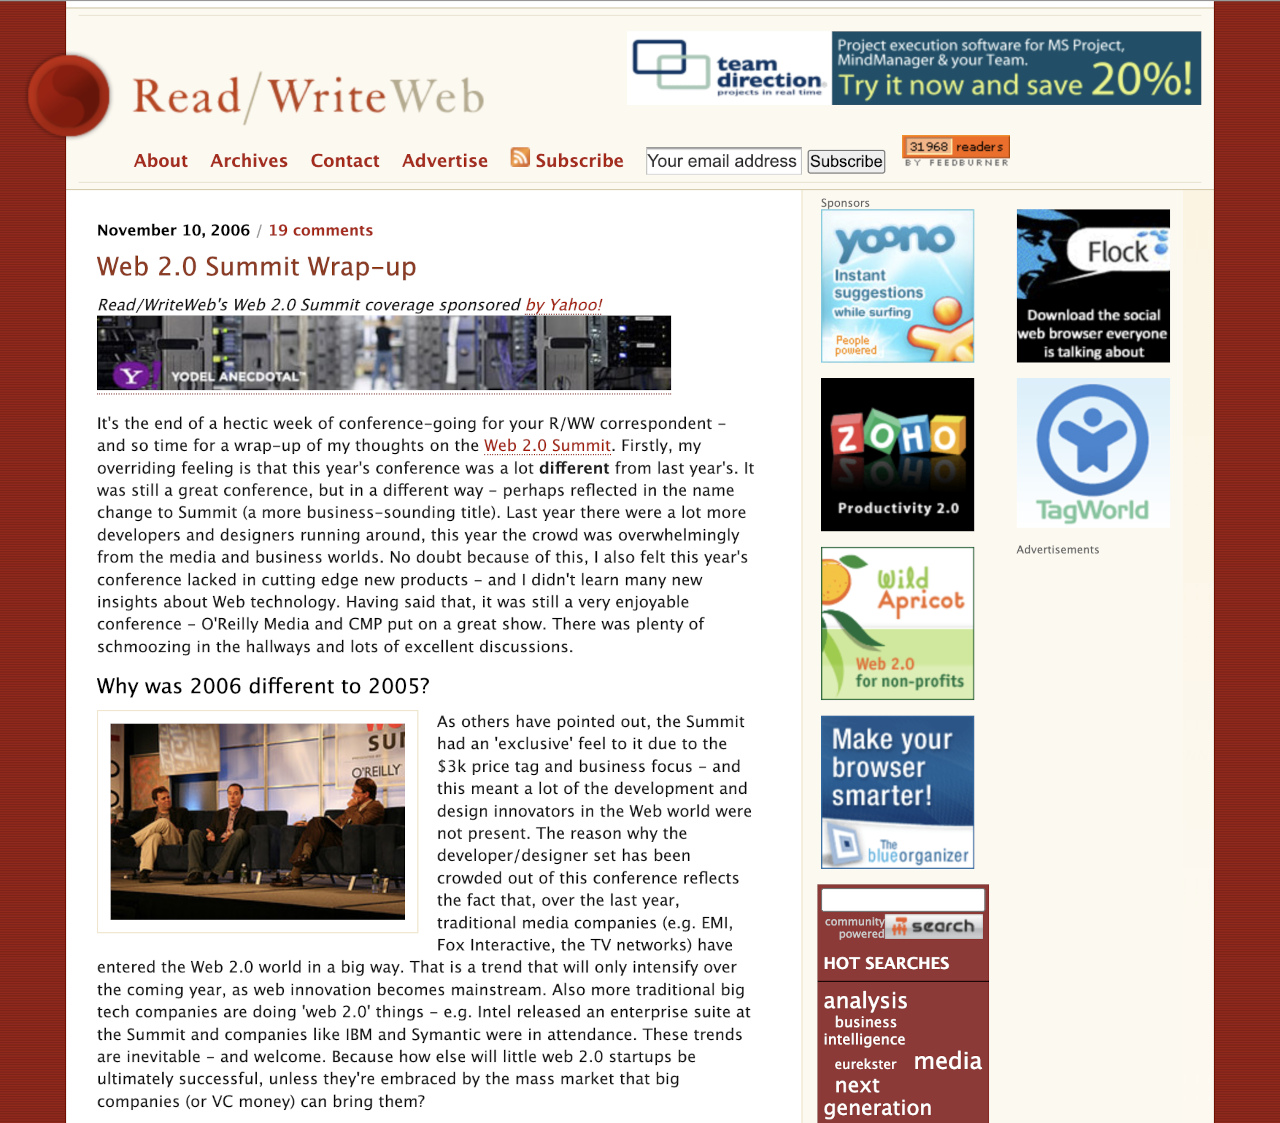 Read/WriteWeb
team
direction
projects in real time
Project execution software for MS Project,
MindManager & your Team.
Try it now and save 20%!
About Archives Contact Advertise Subscribe Your email address Subscribe 31968 readers
BY FEEDBURNER
November 10, 2006 / 19 comments
Web 2.0 Summit Wrap-up
Read/WriteWeb's Web 2.0 Summit coverage sponsored by Yahoo!
Y! YODEL ANECDOTAL™
It's the end of a hectic week of conference-going for your R/WW correspondent -
and so time for a wrap-up of my thoughts on the Web 2.0 Summit. Firstly, my
overriding feeling is that this year's conference was a lot different from last year's. It
was still a great conference, but in a different way - perhaps reflected in the name
change to Summit (a more business-sounding title). Last year there were a lot more
developers and designers running around, this year the crowd was overwhelmingly
from the media and business worlds. No doubt because of this, I also felt this year's
conference lacked in cutting edge new products - and I didn't learn many new
insights about Web technology. Having said that, it was still a very enjoyable
conference - O'Reilly Media and CMP put on a great show. There was plenty of
schmoozing in the hallways and lots of excellent discussions.
Why was 2006 different to 2005?
SUM
O'REILLY
As others have pointed out, the Summit
had an 'exclusive' feel to it due to the
$3k price tag and business focus - and
this meant a lot of the development and
design innovators in the Web world were
not present. The reason why the
developer/designer set has been
crowded out of this conference reflects
the fact that, over the last year,
traditional media companies (e.g. EMI,
Fox Interactive, the TV networks) have
entered the Web 2.0 world in a big way. That is a trend that will only intensify over
the coming year, as web innovation becomes mainstream. Also more traditional big
tech companies are doing 'web 2.0' things - e.g. Intel released an enterprise suite at
the Summit and companies like IBM and Symantic were in attendance. These trends
are inevitable - and welcome. Because how else will little web 2.0 startups be
ultimately successful, unless they're embraced by the mass market that big
companies (or VC money) can bring them?
Sponsors
yoono
Instant
suggestions
while surfing
People
powered
Flock
Download the social
web browser everyone
is talking about
ZOHO
Productivity 2.0
TagWorld
Advertisements
Wild
Apricot
Web 2.0
for non-profits
Make your
browser
smarter!
The
blueorganizer
community
powered
search
HOT SEARCHES
analysis
business
intelligence
eurekster media
next
generation